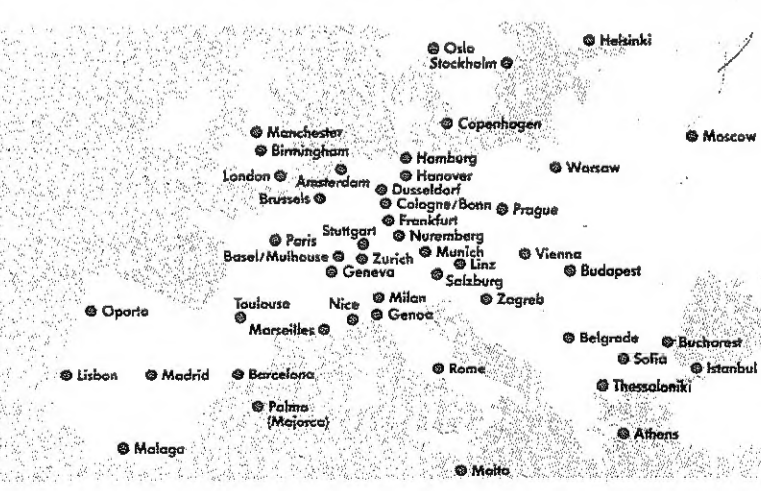 Oslo
Helsinki
Stockholm
Copenhagen
Manchester
Moscow
Birmingham
Hamburg
Warsaw
London
Amsterdam
Hanover
Dusseldorf
Brussels
Cologne/Bonn
Prague
Frankfurt
Stuttgart
Nuremberg
Paris
Basel/Mulhouse
Zurich
Munich
Vienna
Linz
Geneva
Salzburg
Budapest
Toulouse
Nice
Milan
Zagreb
Oporto
Genoa
Marseilles
Belgrade
Bucharest
Sofia
Rome
Istanbul
Lisbon
Madrid
Barcelona
Thessaloniki
Palma
(Majorca)
Athens
Malaga
Malta